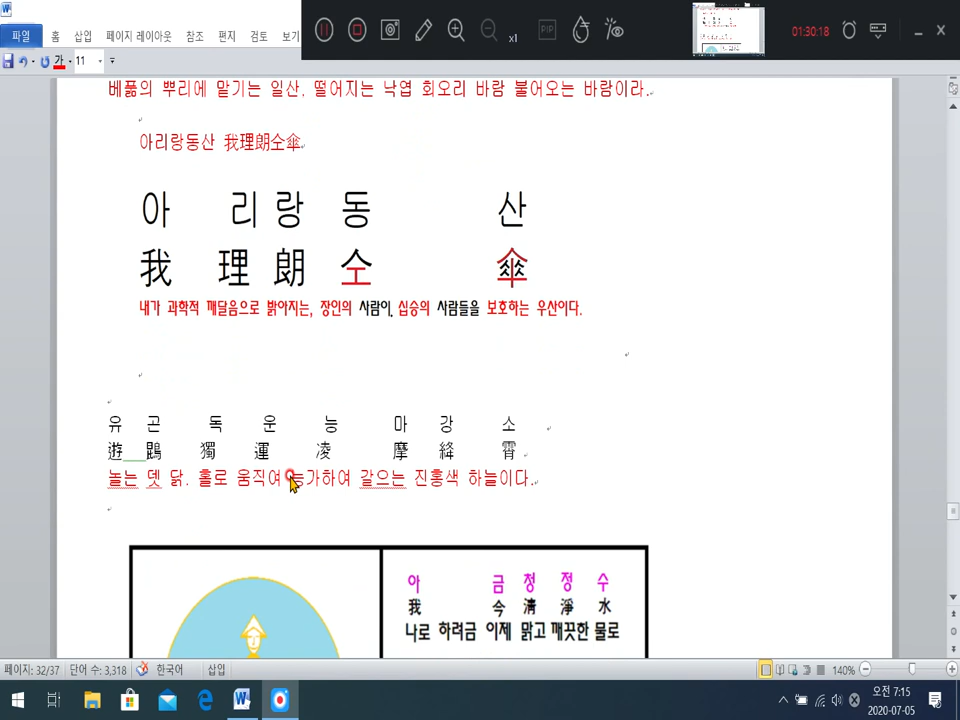 01:30:18
x1
PIP
파일 홈 삽입 페이지 레이아웃 참조 편지 검토 보기
가 11
베풂의 뿌리에 맡기는 일산. 떨어지는 낙엽 회오리 바람 불어오는 바람이라.
아리랑동산 我理朗仝傘
아 리 랑 동 산
我 理 朗 仝 傘
내가 과학적 깨달음으로 밝아지는, 장인의 사람이, 십승의 사람들을 보호하는 우산이다.
유 곤 독 운 능 마 강 소
遊 鵾 獨 運 凌 摩 絳 霄
놀는 뎃 닭. 홀로 움직여 능가하여 갈으는 진홍색 하늘이다.
아 금 청 정 수
我 今 淸 淨 水
나로 하려금 이제 맑고 깨끗한 물로
페이지: 32/37 단어 수: 3,318 한국어 삽입 140%
오전 7:15
2020-07-05